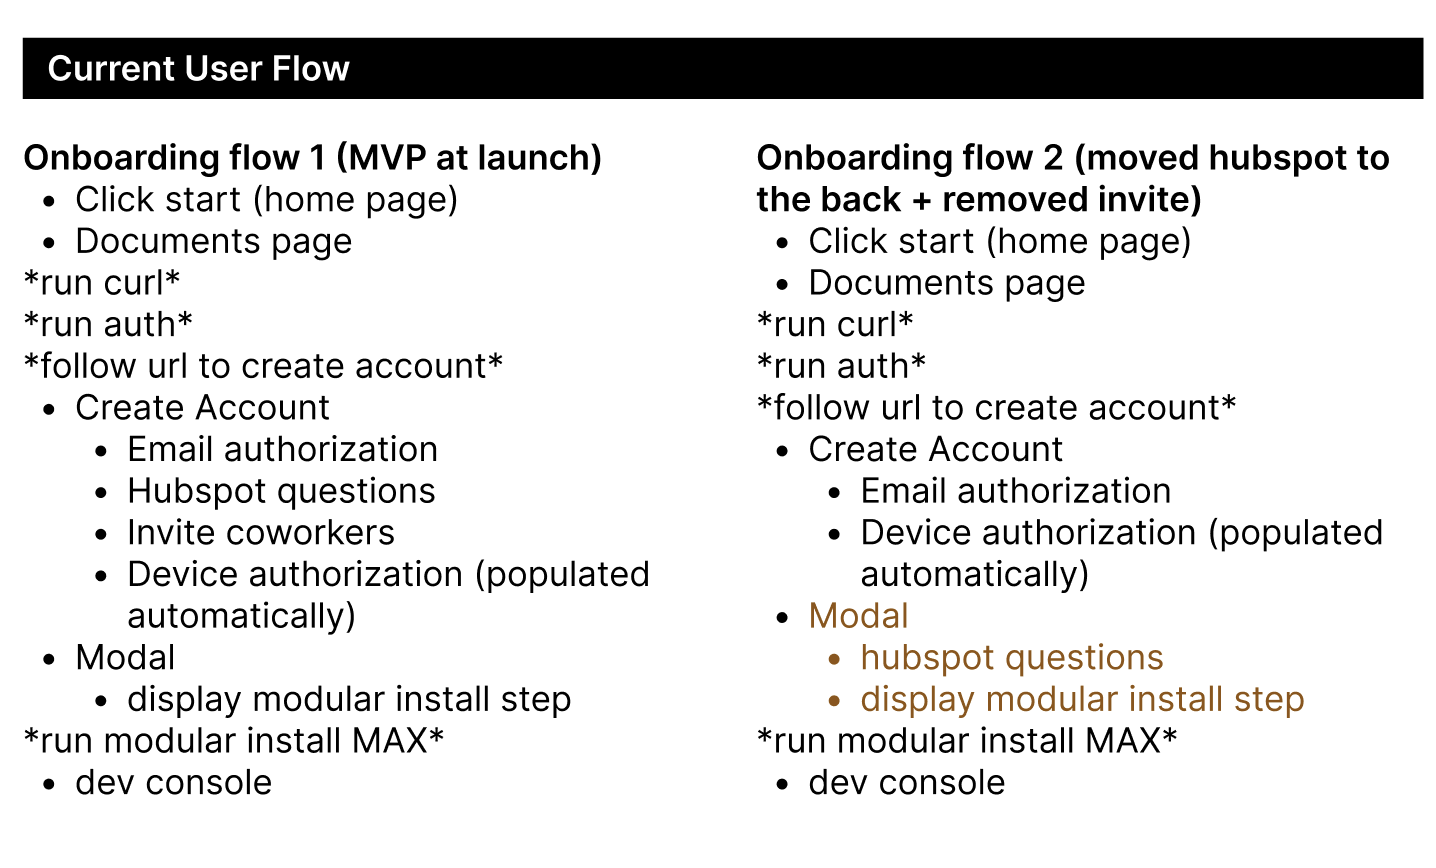 Current User Flow
Onboarding flow 1 (MVP at launch)
• Click start (home page)
• Documents page
*run curl*
*run auth*
*follow url to create account*
• Create Account
• Email authorization
• Hubspot questions
• Invite coworkers
• Device authorization (populated
automatically)
• Modal
• display modular install step
*run modular install MAX*
• dev console
Onboarding flow 2 (moved hubspot to
the back + removed invite)
• Click start (home page)
• Documents page
*run curl*
*run auth*
*follow url to create account*
• Create Account
• Email authorization
• Device authorization (populated
automatically)
• Modal
• hubspot questions
• display modular install step
*run modular install MAX*
• dev console